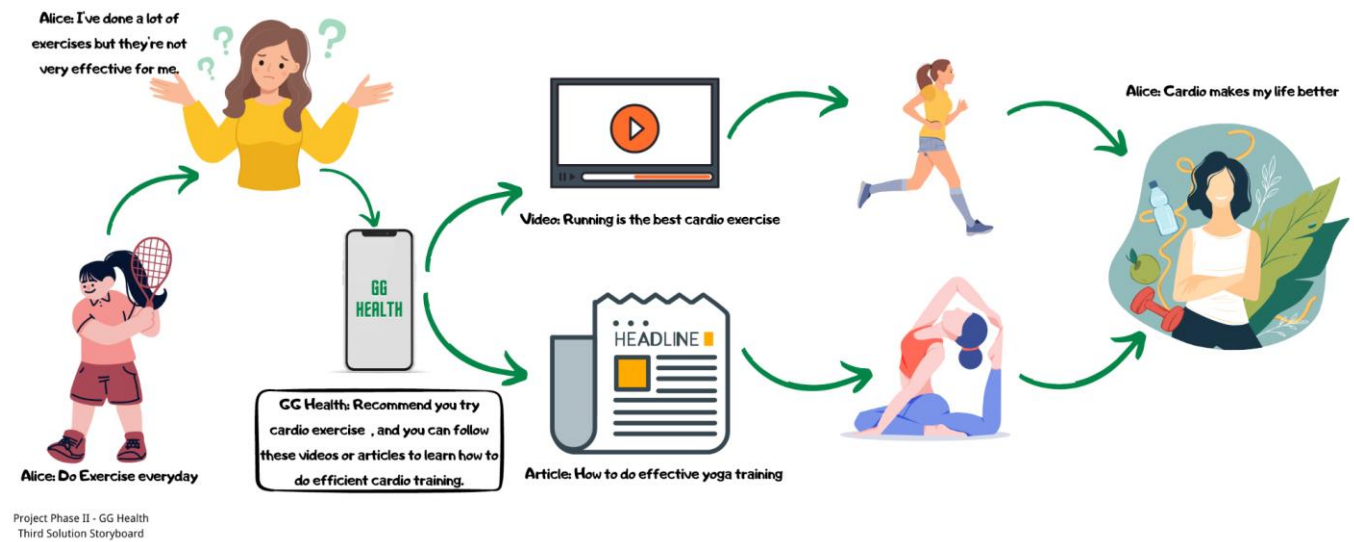 Alice: I've done a lot of
exercises but they're not
very effective for me.
Alice: Do Exercise everyday
GG
HEALTH
GG Health: Recommend you try
cardio exercise , and you can follow
these videos or articles to learn how to
do efficient cardio training.
Video: Running is the best cardio exercise
HEADLINE
Article: How to do effective yoga training
Alice: Cardio makes my life better
Project Phase II - GG Health
Third Solution Storyboard